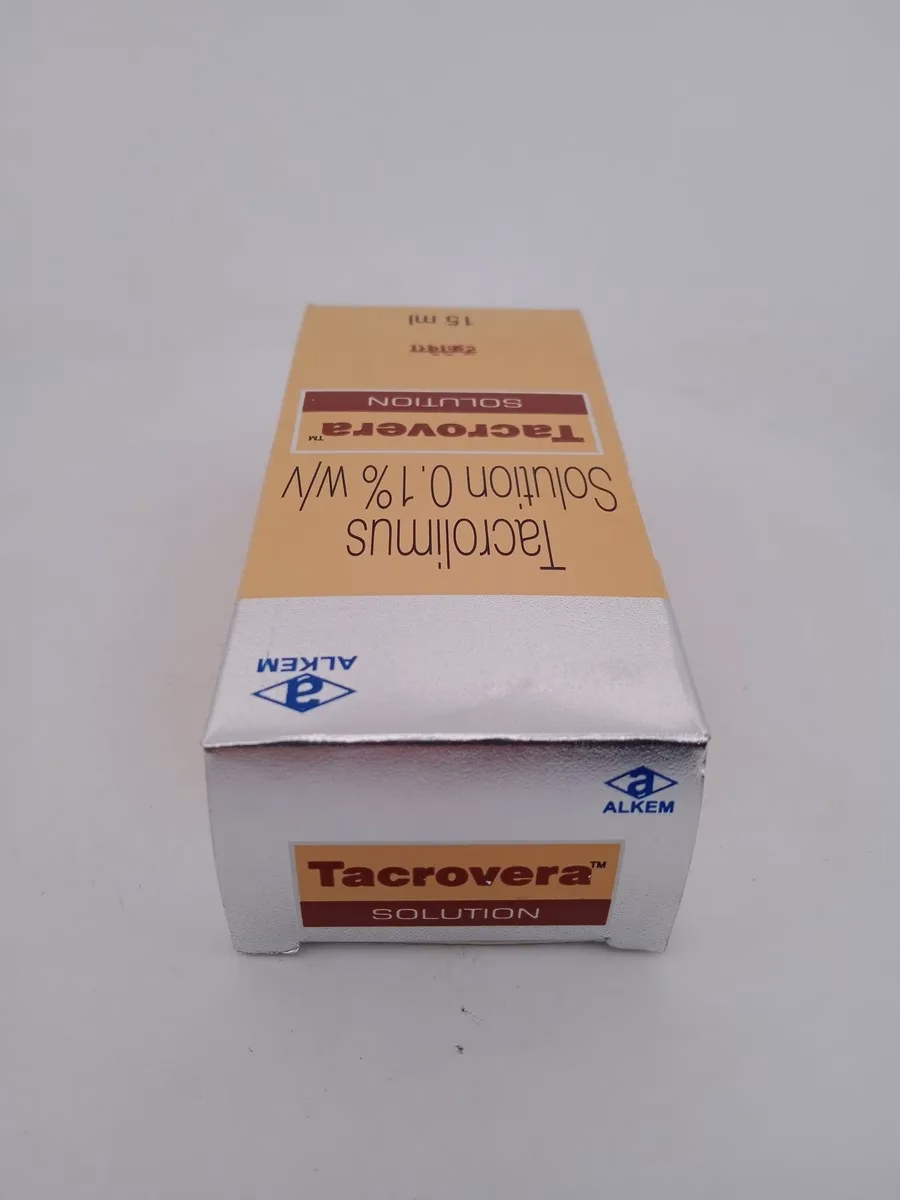 Tacrolimus
Solution 0.1% w/v
Tacrovera™
SOLUTION
टॅक्रोवेरा
15 ml
a
ALKEM
a
ALKEM
Tacrovera™
SOLUTION